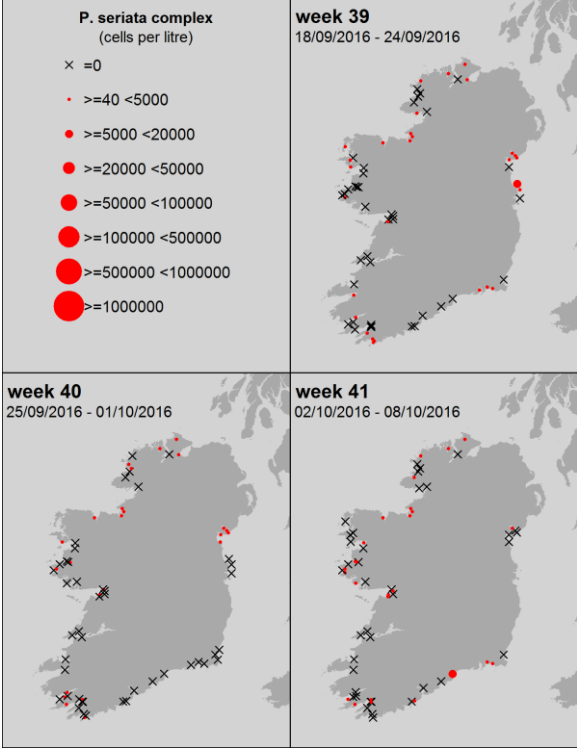 P. seriata complex
(cells per litre)
=0
>=40 <5000
>=5000 <20000
>=20000 <50000
>=50000 <100000
>=100000 <500000
>=500000 <1000000
>=1000000
week 39
18/09/2016 - 24/09/2016
week 40
25/09/2016 - 01/10/2016
week 41
02/10/2016 - 08/10/2016